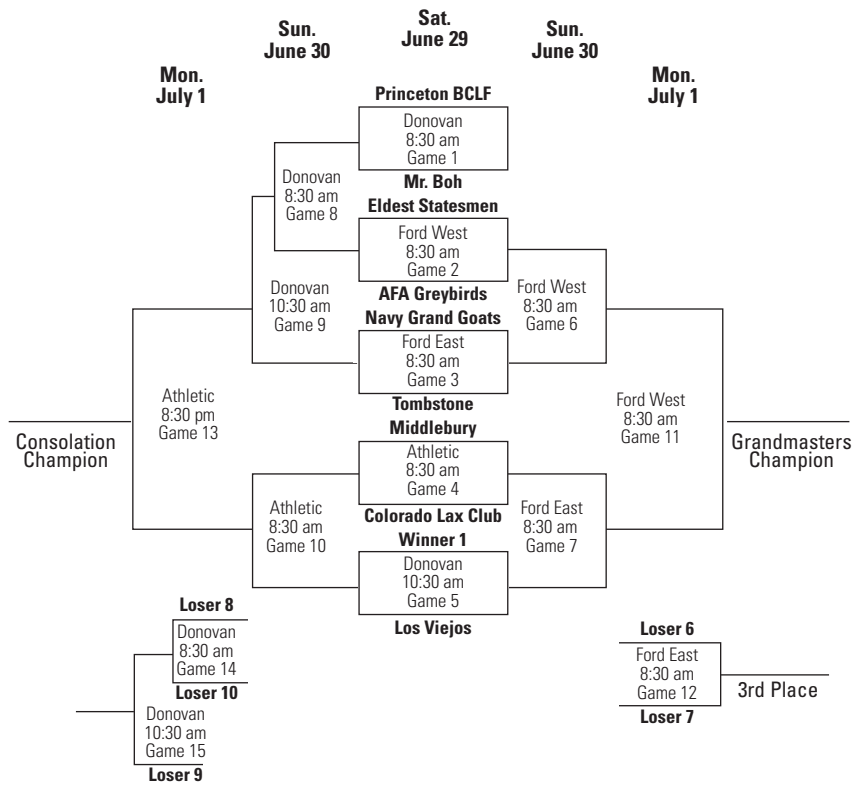 Sat.
June 29
Sun.
June 30
Sun.
June 30
Mon.
July 1
Mon.
July 1
Princeton BCLF
Donovan
8:30 am
Game 1
Mr. Boh
Eldest Statesmen
Ford West
8:30 am
Game 2
AFA Greybirds
Navy Grand Goats
Ford East
8:30 am
Game 3
Tombstone
Middlebury
Athletic
8:30 am
Game 4
Colorado Lax Club
Winner 1
Donovan
10:30 am
Game 5
Los Viejos
Donovan
8:30 am
Game 8
Donovan
10:30 am
Game 9
Athletic
8:30 pm
Game 13
Consolation
Champion
Athletic
8:30 am
Game 10
Ford West
8:30 am
Game 6
Ford West
8:30 am
Game 11
Grandmasters
Champion
Ford East
8:30 am
Game 7
Loser 8
Donovan
8:30 am
Game 14
Loser 10
Donovan
10:30 am
Game 15
Loser 9
Loser 6
Ford East
8:30 am
Game 12
3rd Place
Loser 7